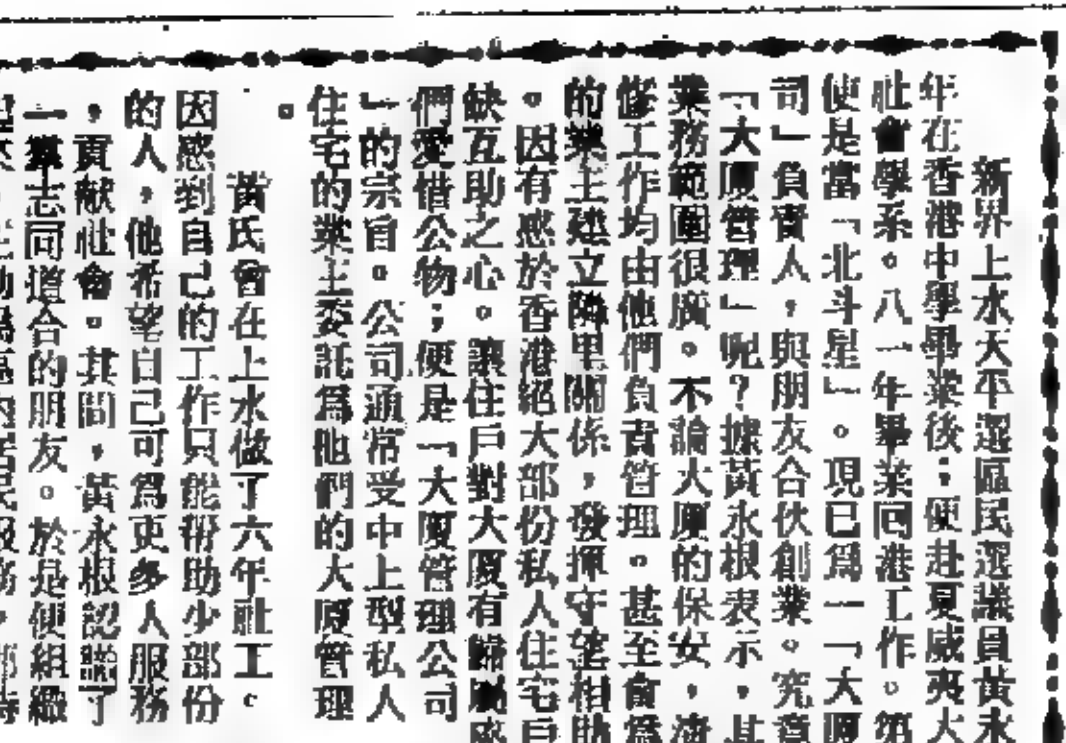 新界上水天平選區民選議員黃永
年在香港中學畢業後；便赴夏威夷大
社會學系。八一年畢業回港工作。第
便是當「北斗星」。現已為一「大厦
司」負責人，與朋友合伙創業。究竟
「大厦管理」呢？據黃永根表示，其
業務範圍很廣。不論大厦的保安，清
修工作均由他們負責管理。甚至會為
的業主建立隣里關係，發揮守望相助
。因有感於香港絕大部份私人住宅戶
缺互助之心。讓住戶對大厦有歸屬感
們愛惜公物；便是「大厦管理公司
」的宗旨。公司通常受中上型私人
住宅的業主委託為他們的大厦管理
。
黃氏曾在上水做了六年社工。
因感到自己的工作只能帮助少部份
的人，他希望自己可為更多人服務
，貢献社會。其間，黃永根認識了
一羣志同道合的朋友。於是便組織